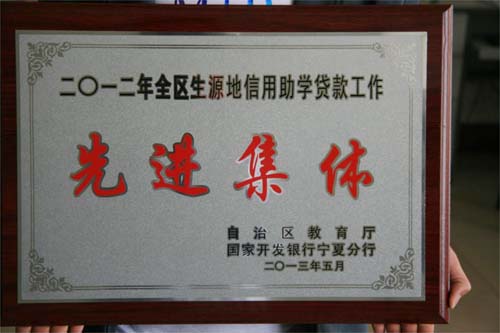 二〇一二年全区生源地信用助学贷款工作
先进集体
自治区教育厅
国家开发银行宁夏分行
二〇一三年五月